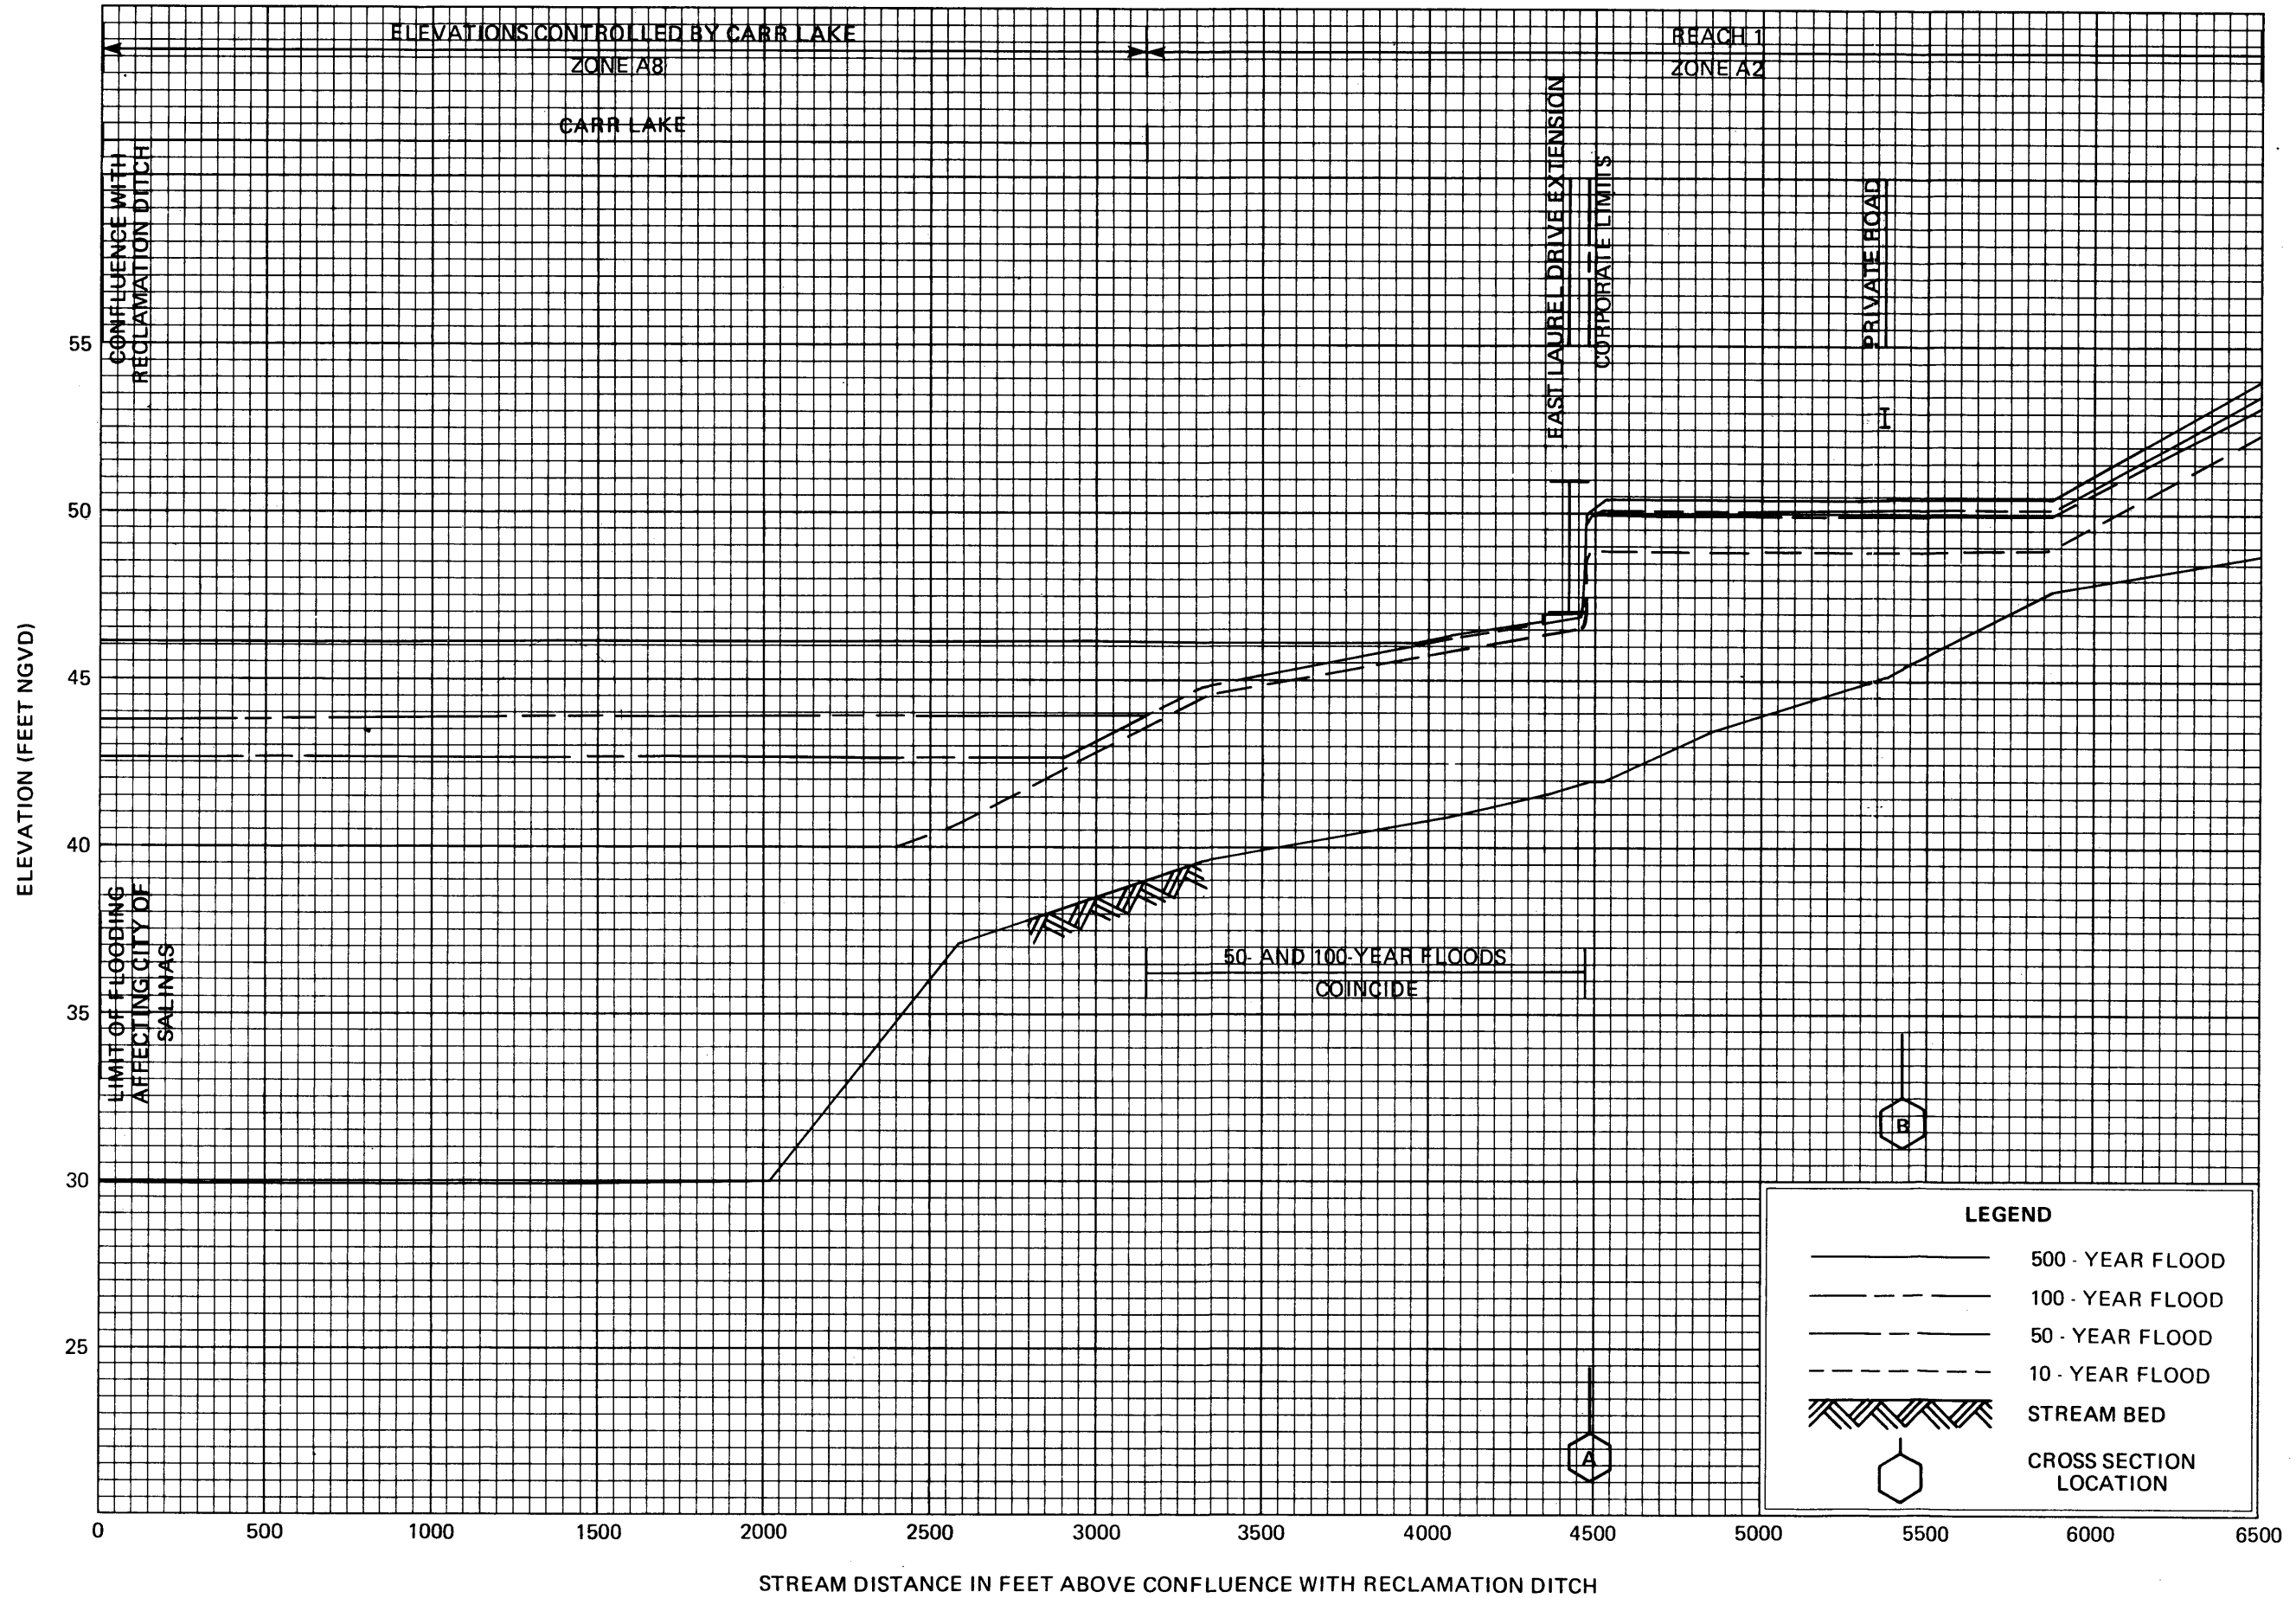 ELEVATIONS CONTROLLED BY CARR LAKE
ZONE A8
REACH 1
ZONE A2
CARR LAKE
CONFLUENCE WITH
RECLAMATION DITCH
EAST LAUREL DRIVE EXTENSION
CORPORATE LIMITS
PRIVATE ROAD
55
50
45
40
35
30
25
ELEVATION (FEET NGVD)
LIMIT OF FLOODING
AFFECTING CITY OF
SALINAS
50- AND 100-YEAR FLOODS
COINCIDE
B
A
LEGEND
500 - YEAR FLOOD
100 - YEAR FLOOD
50 - YEAR FLOOD
10 - YEAR FLOOD
STREAM BED
CROSS SECTION
LOCATION
0 500 1000 1500 2000 2500 3000 3500 4000 4500 5000 5500 6000 6500
STREAM DISTANCE IN FEET ABOVE CONFLUENCE WITH RECLAMATION DITCH